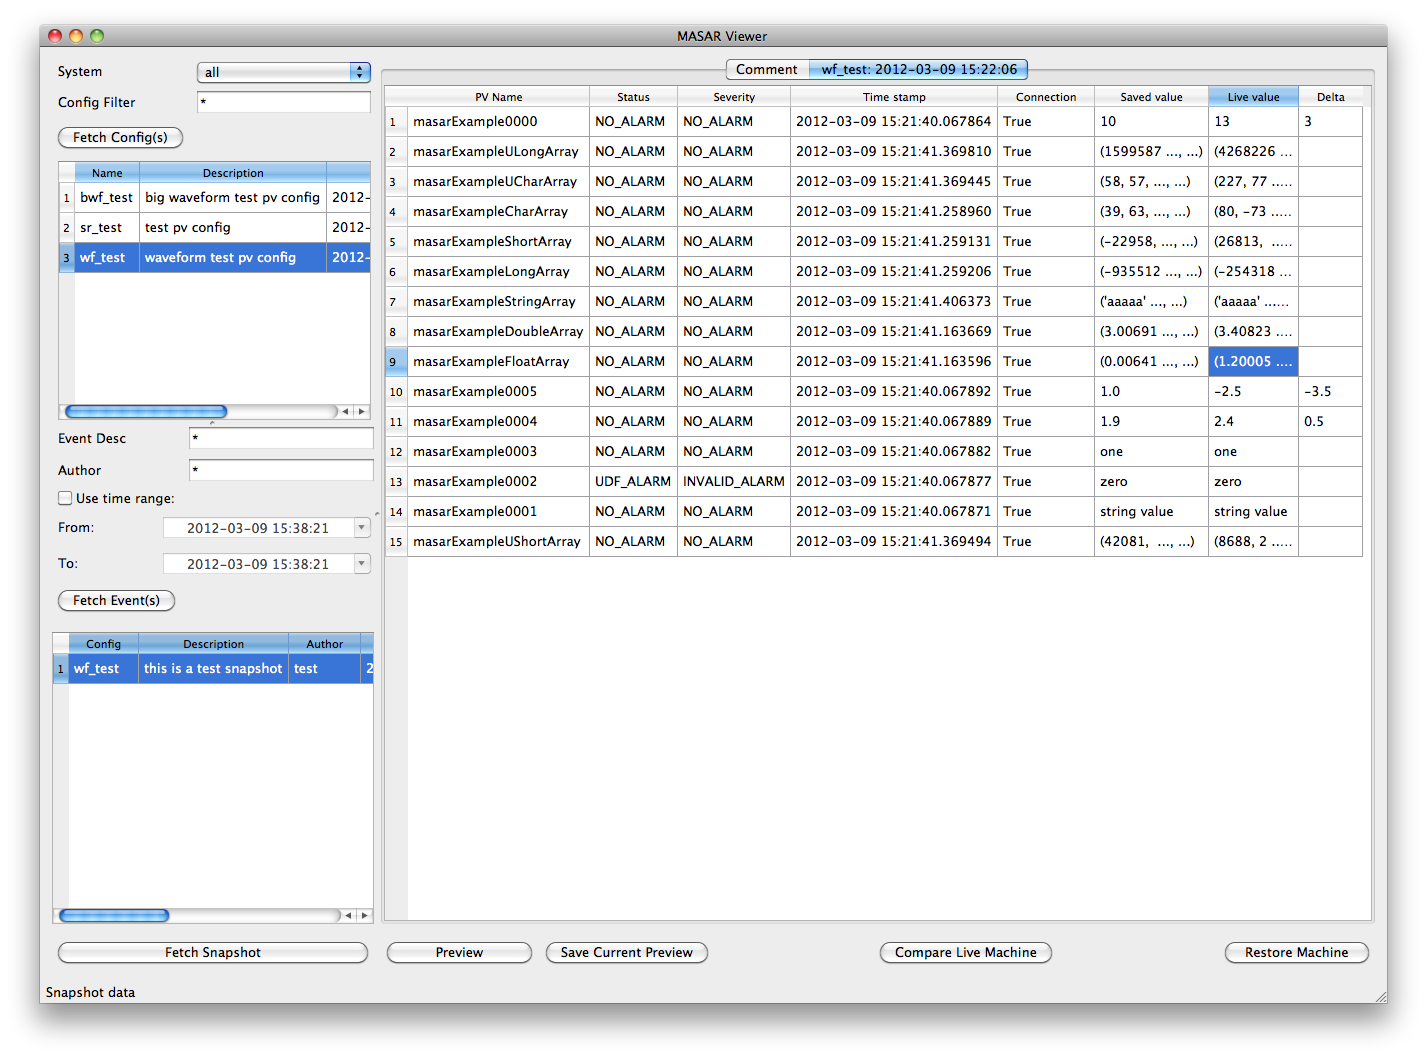 MASAR Viewer
System all
Config Filter *
Fetch Config(s)
Name Description
1 bwf_test big waveform test pv config 2012-
2 sr_test test pv config 2012-
3 wf_test waveform test pv config 2012-
Event Desc *
Author *
Use time range:
From: 2012-03-09 15:38:21
To: 2012-03-09 15:38:21
Fetch Event(s)
Config Description Author
1 wf_test this is a test snapshot test 2
Fetch Snapshot
Comment wf_test: 2012-03-09 15:22:06
PV Name Status Severity Time stamp Connection Saved value Live value Delta
1 masarExample0000 NO_ALARM NO_ALARM 2012-03-09 15:21:40.067864 True 10 13 3
2 masarExampleULongArray NO_ALARM NO_ALARM 2012-03-09 15:21:41.369810 True (1599587 ..., ...) (4268226 ...
3 masarExampleUCharArray NO_ALARM NO_ALARM 2012-03-09 15:21:41.369445 True (58, 57, ..., ...) (227, 77 .....
4 masarExampleCharArray NO_ALARM NO_ALARM 2012-03-09 15:21:41.258960 True (39, 63, ..., ...) (80, -73 .....
5 masarExampleShortArray NO_ALARM NO_ALARM 2012-03-09 15:21:41.259131 True (-22958, ..., ...) (26813, .....
6 masarExampleLongArray NO_ALARM NO_ALARM 2012-03-09 15:21:41.259206 True (-935512 ..., ...) (-254318 ...
7 masarExampleStringArray NO_ALARM NO_ALARM 2012-03-09 15:21:41.406373 True ('aaaaa' ..., ...) ('aaaaa' ......
8 masarExampleDoubleArray NO_ALARM NO_ALARM 2012-03-09 15:21:41.163669 True (3.00691 ..., ...) (3.40823 ....
9 masarExampleFloatArray NO_ALARM NO_ALARM 2012-03-09 15:21:41.163596 True (0.00641 ..., ...) (1.20005 ....
10 masarExample0005 NO_ALARM NO_ALARM 2012-03-09 15:21:40.067892 True 1.0 -2.5 -3.5
11 masarExample0004 NO_ALARM NO_ALARM 2012-03-09 15:21:40.067889 True 1.9 2.4 0.5
12 masarExample0003 NO_ALARM NO_ALARM 2012-03-09 15:21:40.067882 True one one
13 masarExample0002 UDF_ALARM INVALID_ALARM 2012-03-09 15:21:40.067877 True zero zero
14 masarExample0001 NO_ALARM NO_ALARM 2012-03-09 15:21:40.067871 True string value string value
15 masarExampleUShortArray NO_ALARM NO_ALARM 2012-03-09 15:21:41.369494 True (42081, ..., ...) (8688, 2 .....
Preview Save Current Preview Compare Live Machine Restore Machine
Snapshot data